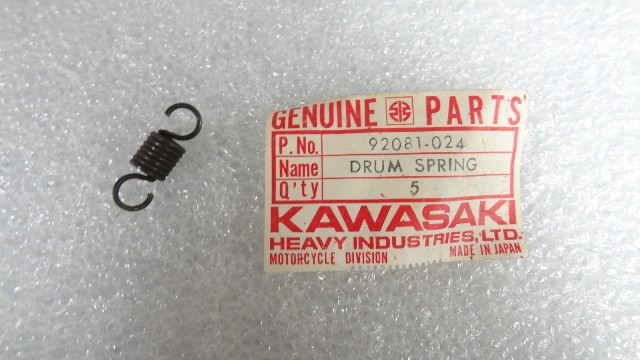 GENUINE PARTS
P. No. 92081-024
Name DRUM SPRING
Q'ty 5
KAWASAKI
HEAVY INDUSTRIES, LTD.
MOTORCYCLE DIVISION MADE IN JAPAN